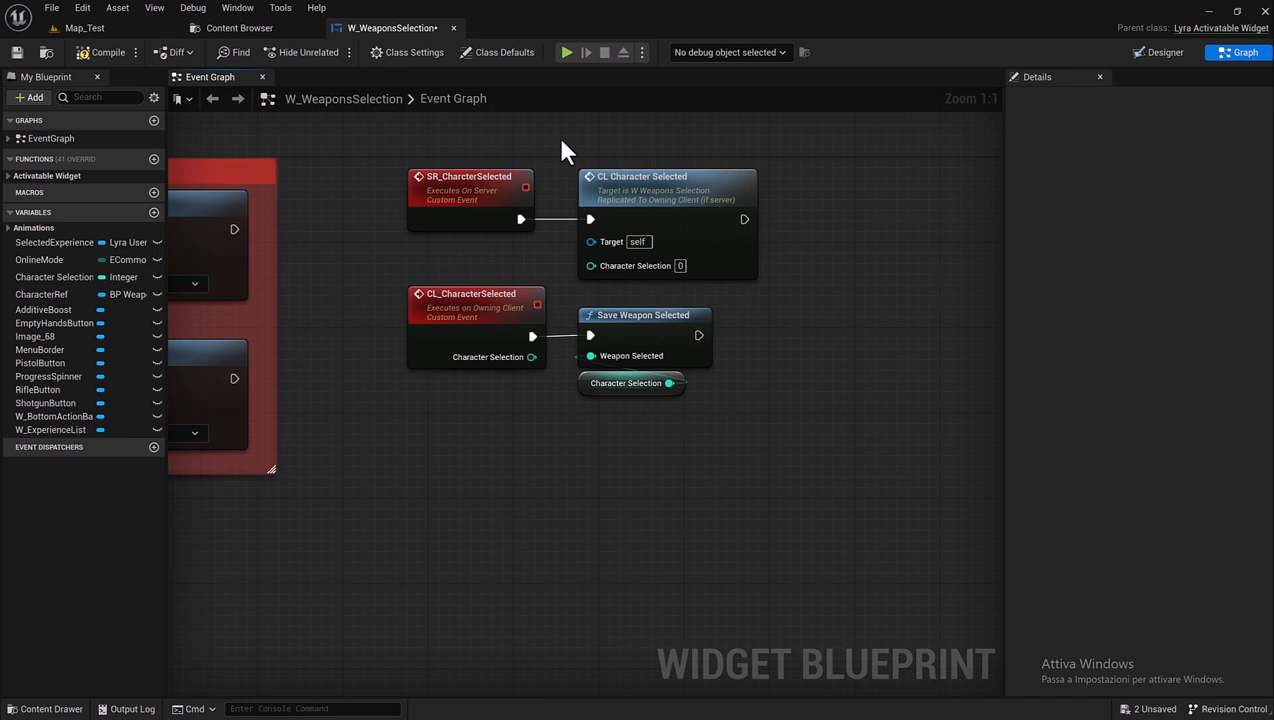 File Edit Asset View Debug Window Tools Help
Map_Test Content Browser W_WeaponsSelection•
Parent class: Lyra Activatable Widget
Compile Diff Find Hide Unrelated Class Settings Class Defaults No debug object selected Designer Graph
My Blueprint Event Graph Details
Add Search W_WeaponsSelection Event Graph Zoom 1:1
GRAPHS
EventGraph
FUNCTIONS (41 OVERRID
Activatable Widget
MACROS
VARIABLES
Animations
SelectedExperience Lyra User
OnlineMode ECommo
Character Selection Integer
CharacterRef BP Weap
AdditiveBoost
EmptyHandsButton
Image_68
MenuBorder
PistolButton
ProgressSpinner
RifleButton
ShotgunButton
W_BottomActionBa
W_ExperienceList
EVENT DISPATCHERS
SR_CharcterSelected
Executes On Server
Custom Event
CL Character Selected
Target is W Weapons Selection
Replicated To Owning Client (if server)
Target self
Character Selection 0
CL_CharacterSelected
Executes on Owning Client
Custom Event
Character Selection
Save Weapon Selected
Weapon Selected
Character Selection
WIDGET BLUEPRINT
Attiva Windows
Passa a Impostazioni per attivare Windows.
Content Drawer Output Log Cmd Enter Console Command 2 Unsaved Revision Control